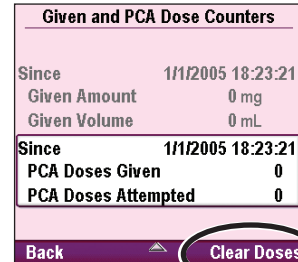 Given and PCA Dose Counters
Since 1/1/2005 18:23:21
Given Amount 0 mg
Given Volume 0 mL
Since 1/1/2005 18:23:21
PCA Doses Given 0
PCA Doses Attempted 0
Back Clear Doses